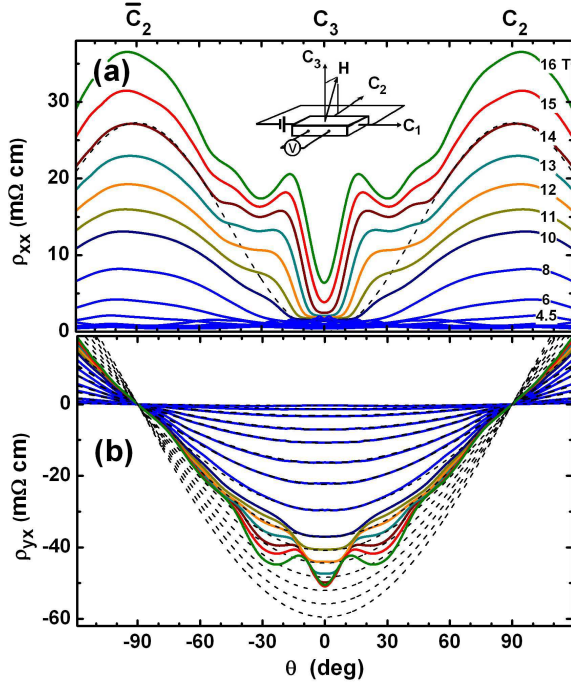 C̅₂ C₃ C₂
(a)
ρxx (mΩ cm)
30
20
10
0
C₃ H
C₂
C₁
V
16 T
15
14
13
12
11
10
8
6
4.5
(b)
ρyx (mΩ cm)
0
-20
-40
-60
-90 -60 -30 0 30 60 90
θ (deg)